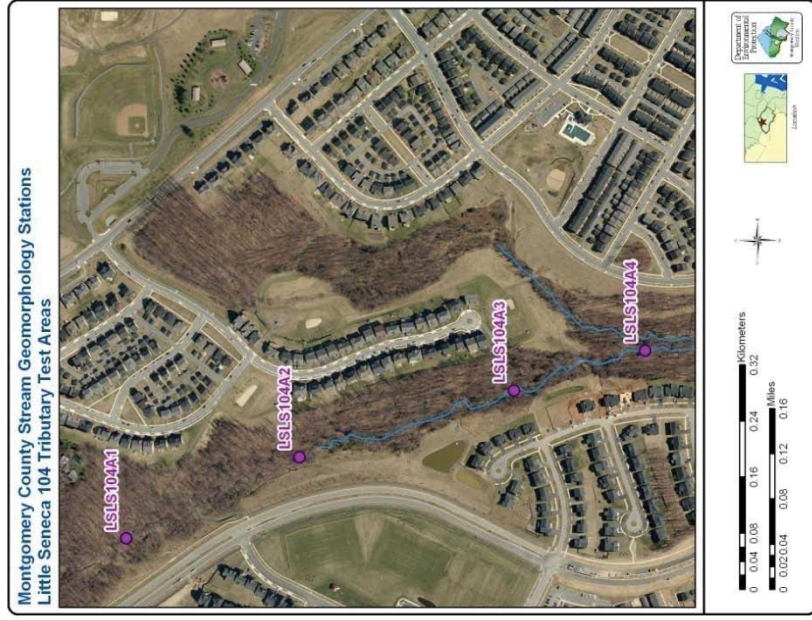 Montgomery County Stream Geomorphology Stations
Little Seneca 104 Tributary Test Areas
LSLS104A1
LSLS104A2
LSLS104A3
LSLS104A4
Department of
Environmental
Protection
Location
0 0.04 0.08 0.16 0.24 0.32
Kilometers
0 0.02 0.04 0.08 0.12 0.16
Miles